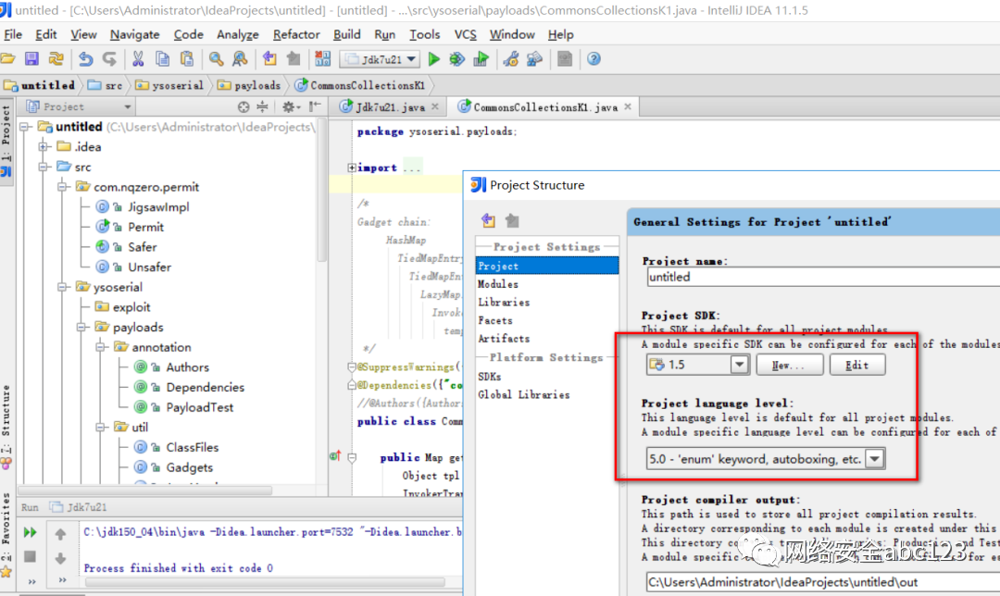 untitled - [C:\Users\Administrator\IdeaProjects\untitled] - [untitled] - ...\src\ysoserial\payloads\CommonsCollectionsK1.java - IntelliJ IDEA 11.1.5
File Edit View Navigate Code Analyze Refactor Build Run Tools VCS Window Help
Jdk7u21
untitled src ysoserial payloads CommonsCollectionsK1
1: Project
Structure
Favorites
Project
untitled (C:\Users\Administrator\IdeaProjects\
.idea
src
com.nqzero.permit
JigsawImpl
Permit
Safer
Unsafer
ysoserial
exploit
payloads
annotation
Authors
Dependencies
PayloadTest
util
ClassFiles
Gadgets
Jdk7u21.java CommonsCollectionsK1.java
package ysoserial.payloads;
import ...
/*
Gadget chain:
HashMap
TiedMapEntry
TiedMapEn
LazyMap.
Invok
temp
*/
@SuppressWarnings(
@Dependencies({"co
//@Authors({Author
public class Comm
public Map get
Object tpl
InvokerTran
Project Structure
Project Settings
Project
Modules
Libraries
Facets
Artifacts
Platform Settings
SDKs
Global Libraries
General Settings for Project 'untitled'
Project name:
untitled
Project SDK:
This SDK is default for all project modules.
A module specific SDK can be configured for each of the modules
1.5 New... Edit
Project language level:
This language level is default for all project modules.
A module specific language level can be configured for each of
5.0 - 'enum' keyword, autoboxing, etc.
Project compiler output:
This path is used to store all project compilation results.
A directory corresponding to each module is created under this
This directory Production and Test
A module specific for each of
C:\Users\Administrator\IdeaProjects\untitled\out
Run Jdk7u21
C:\jdk150_04\bin\java -Didea.launcher.port=7532 "-Didea.launcher.b
Process finished with exit code 0
网络安全abc123